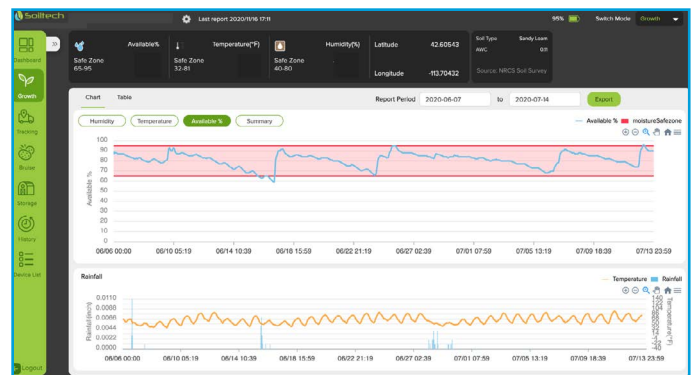 Soiltech
Last report 2020/11/16 17:11
95%
Switch Mode
Growth
Dashboard
Growth
Tracking
Bruise
Storage
History
Device List
Logout
Available%
Safe Zone
65-95
Temperature(°F)
Safe Zone
32-81
Humidity(%)
Safe Zone
40-80
Latitude 42.60543
Longitude -113.70432
Soil Type Sandy Loam
AWC 0.11
Source: NRCS Soil Survey
Chart Table
Report Period 2020-06-07 to 2020-07-14 Export
Humidity Temperature Available % Summary
Available % moistureSafezone
Available %
100
90
80
70
60
50
40
30
20
10
0
06/06 00:00 06/10 05:19 06/14 10:39 06/18 15:59 06/22 21:19 06/27 02:39 07/01 07:59 07/05 13:19 07/09 18:39 07/13 23:59
Rainfall
Temperature Rainfall
Rainfall(inch)
0.0110
0.0088
0.0066
0.0044
0.0022
0.0000
Temperature(°F)
140
-40
06/06 00:00 06/10 05:19 06/14 10:39 06/18 15:59 06/22 21:19 06/27 02:39 07/01 07:59 07/05 13:19 07/09 18:39 07/13 23:59